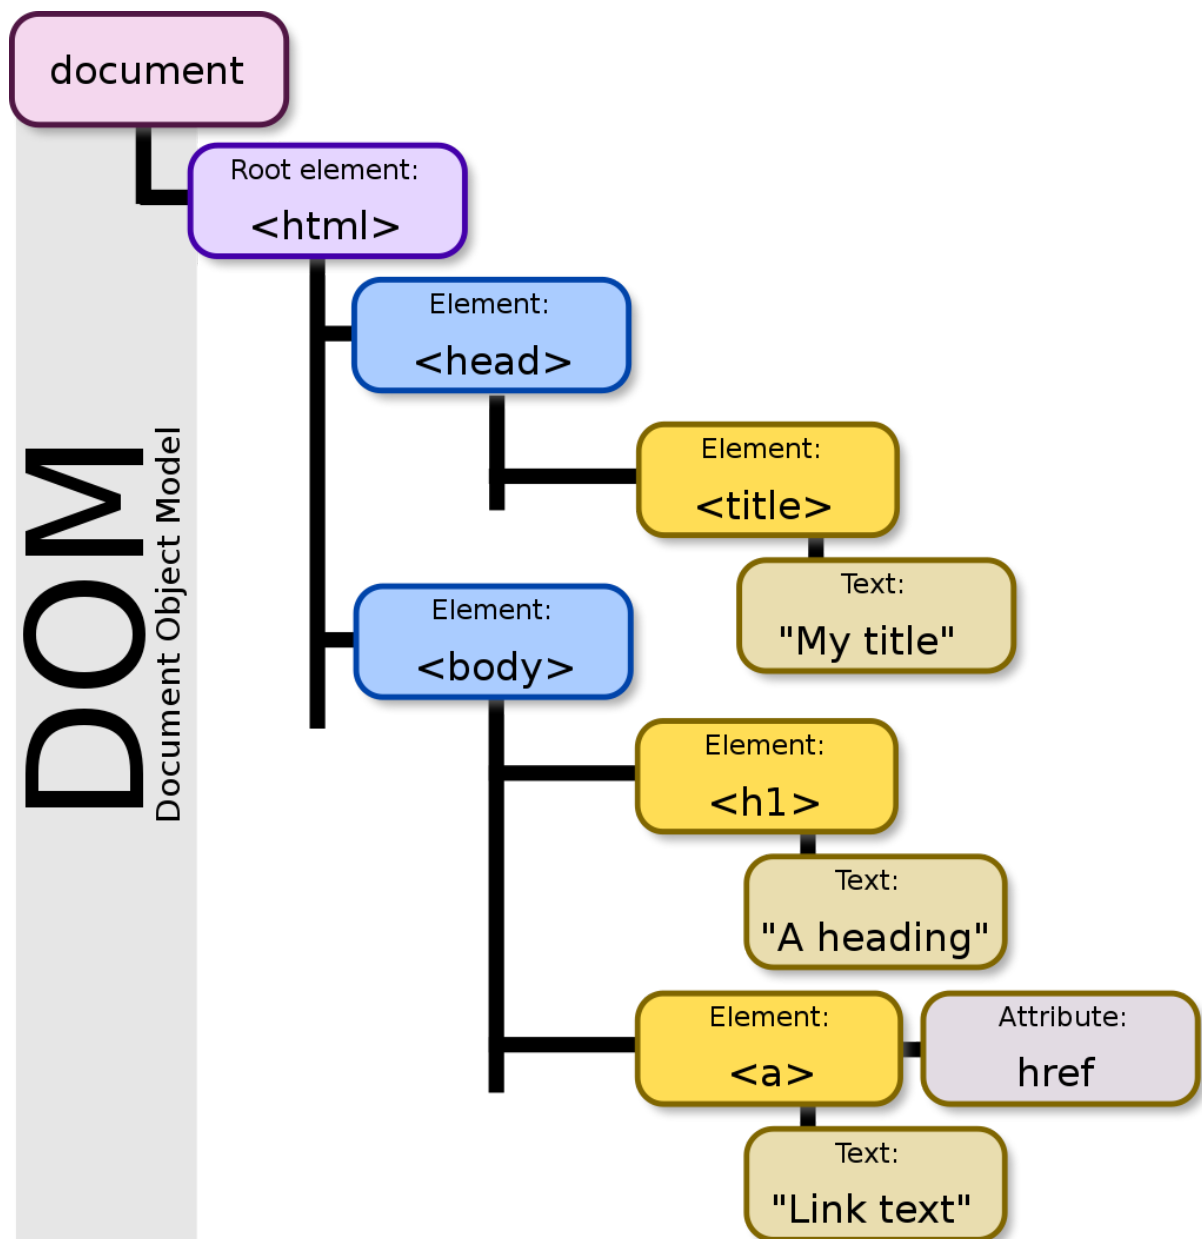 document
Root element:
<html>
Element:
<head>
Element:
<title>
Text:
"My title"
Element:
<body>
Element:
<h1>
Text:
"A heading"
Element:
<a>
Attribute:
href
Text:
"Link text"
DOM
Document Object Model